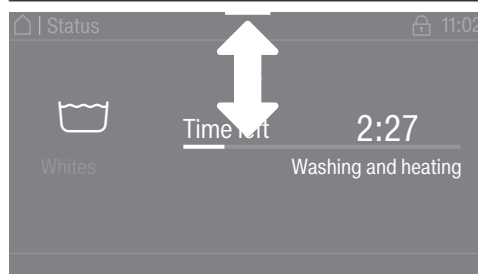 | Status 11:02
Time left 2:27
Whites Washing and heating